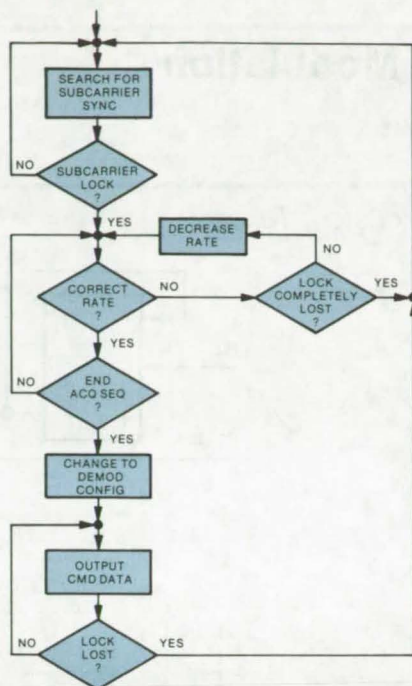 SEARCH FOR
SUBCARRIER
SYNC
NO
SUBCARRIER
LOCK
?
YES
DECREASE
RATE
NO
CORRECT
RATE
?
NO
LOCK
COMPLETELY
LOST
?
YES
YES
NO
END
ACQ SEQ
?
YES
CHANGE TO
DEMOD
CONFIG
OUTPUT
CMD DATA
NO
LOCK
LOST
?
YES